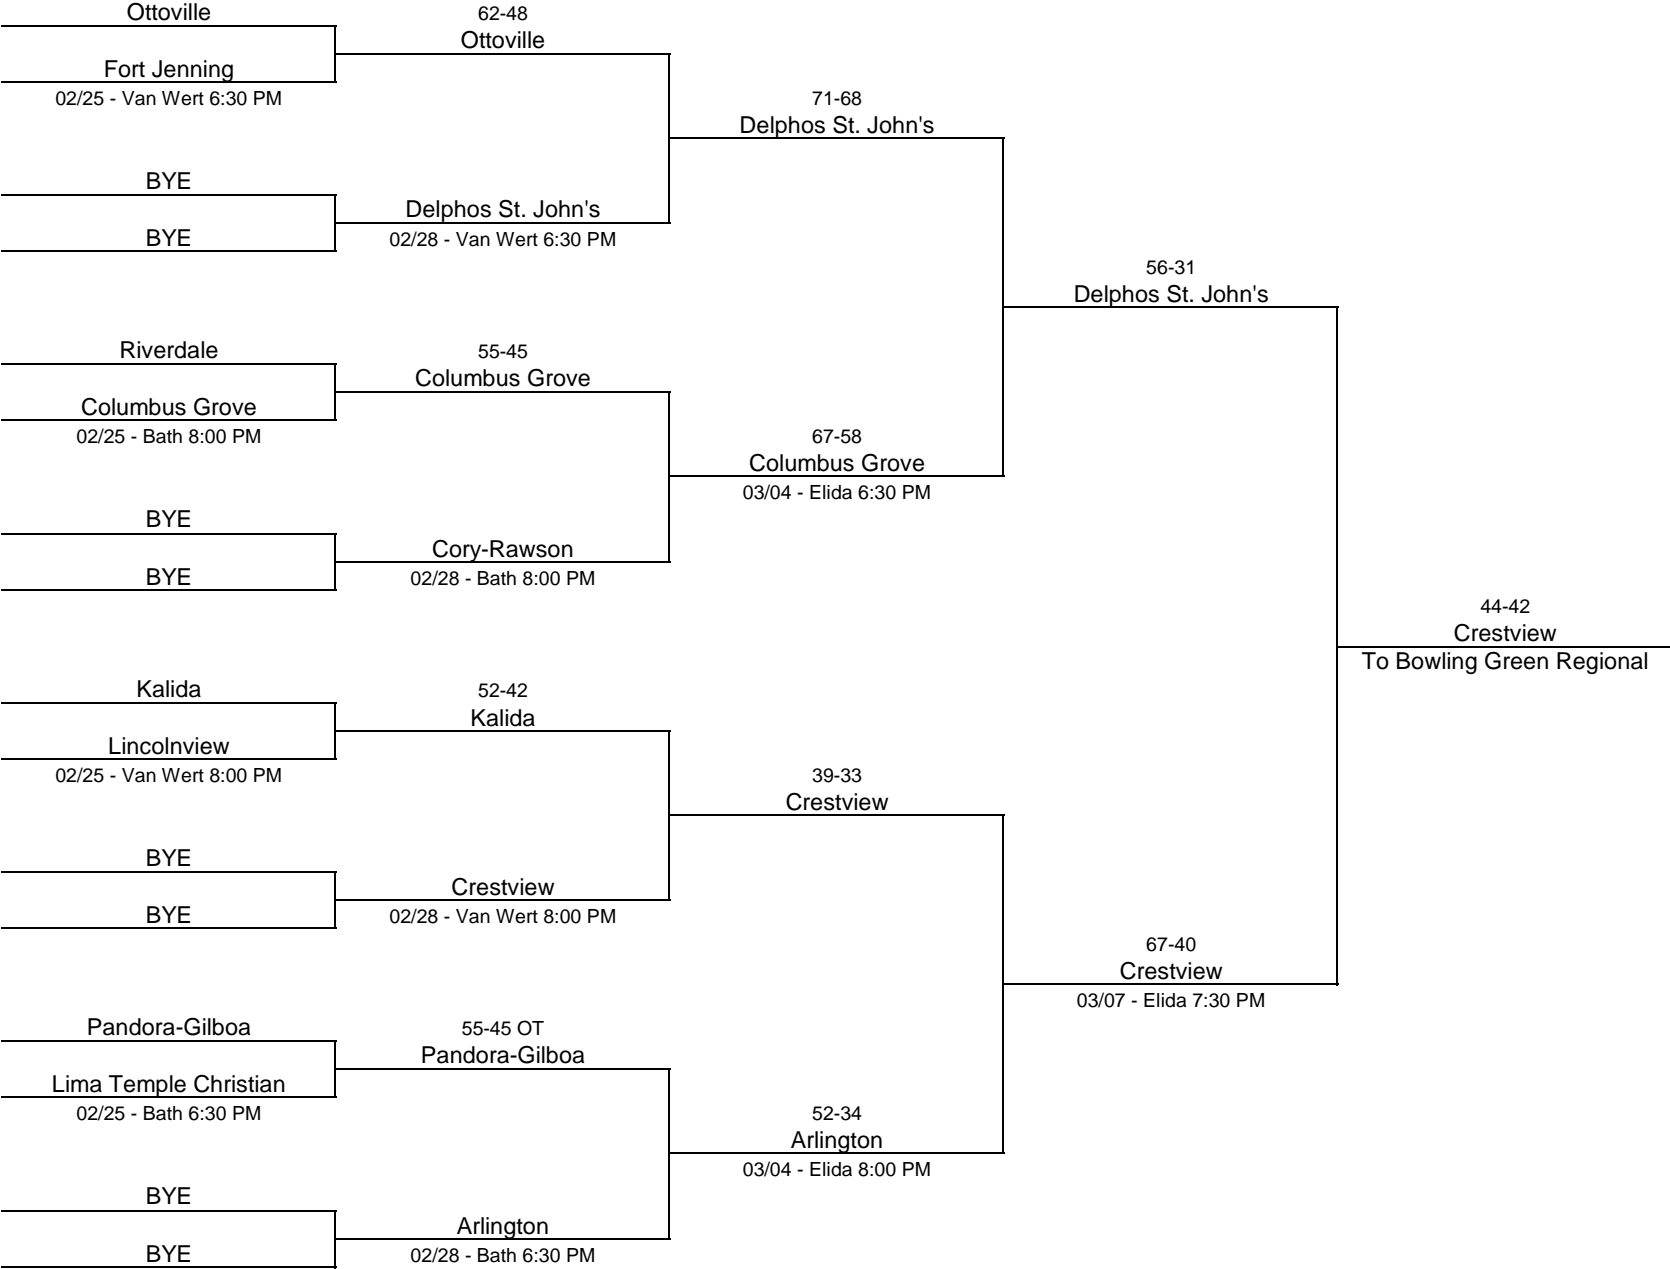 Ottoville
Fort Jenning
02/25 - Van Wert 6:30 PM
BYE
BYE
Riverdale
Columbus Grove
02/25 - Bath 8:00 PM
BYE
BYE
Kalida
Lincolnview
02/25 - Van Wert 8:00 PM
BYE
BYE
Pandora-Gilboa
Lima Temple Christian
02/25 - Bath 6:30 PM
BYE
BYE
62-48
Ottoville
Delphos St. John's
02/28 - Van Wert 6:30 PM
55-45
Columbus Grove
Cory-Rawson
02/28 - Bath 8:00 PM
52-42
Kalida
Crestview
02/28 - Van Wert 8:00 PM
55-45 OT
Pandora-Gilboa
Arlington
02/28 - Bath 6:30 PM
71-68
Delphos St. John's
67-58
Columbus Grove
03/04 - Elida 6:30 PM
39-33
Crestview
52-34
Arlington
03/04 - Elida 8:00 PM
56-31
Delphos St. John's
67-40
Crestview
03/07 - Elida 7:30 PM
44-42
Crestview
To Bowling Green Regional